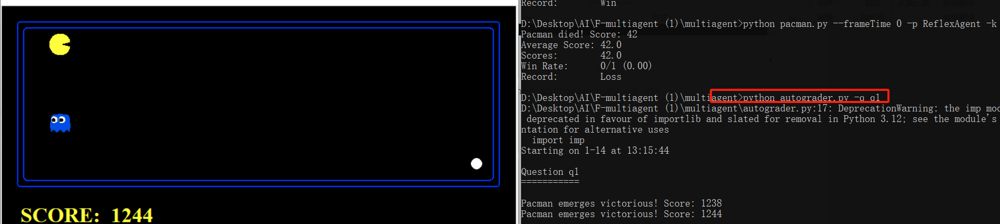 SCORE: 1244
Record: Win
D:\Desktop\AI\F-multiagent (1)\multiagent>python pacman.py --frameTime 0 -p ReflexAgent -k
Pacman died! Score: 42
Average Score: 42.0
Scores: 42.0
Win Rate: 0/1 (0.00)
Record: Loss
D:\Desktop\AI\F-multiagent (1)\multiagent>python autograder.py -q q1
D:\Desktop\AI\F-multiagent (1)\multiagent\autograder.py:17: DeprecationWarning: the imp
deprecated in favour of importlib and slated for removal in Python 3.12; see the module's
ntation for alternative uses
import imp
Starting on 1-14 at 13:15:44
Question q1
===========
Pacman emerges victorious! Score: 1238
Pacman emerges victorious! Score: 1244